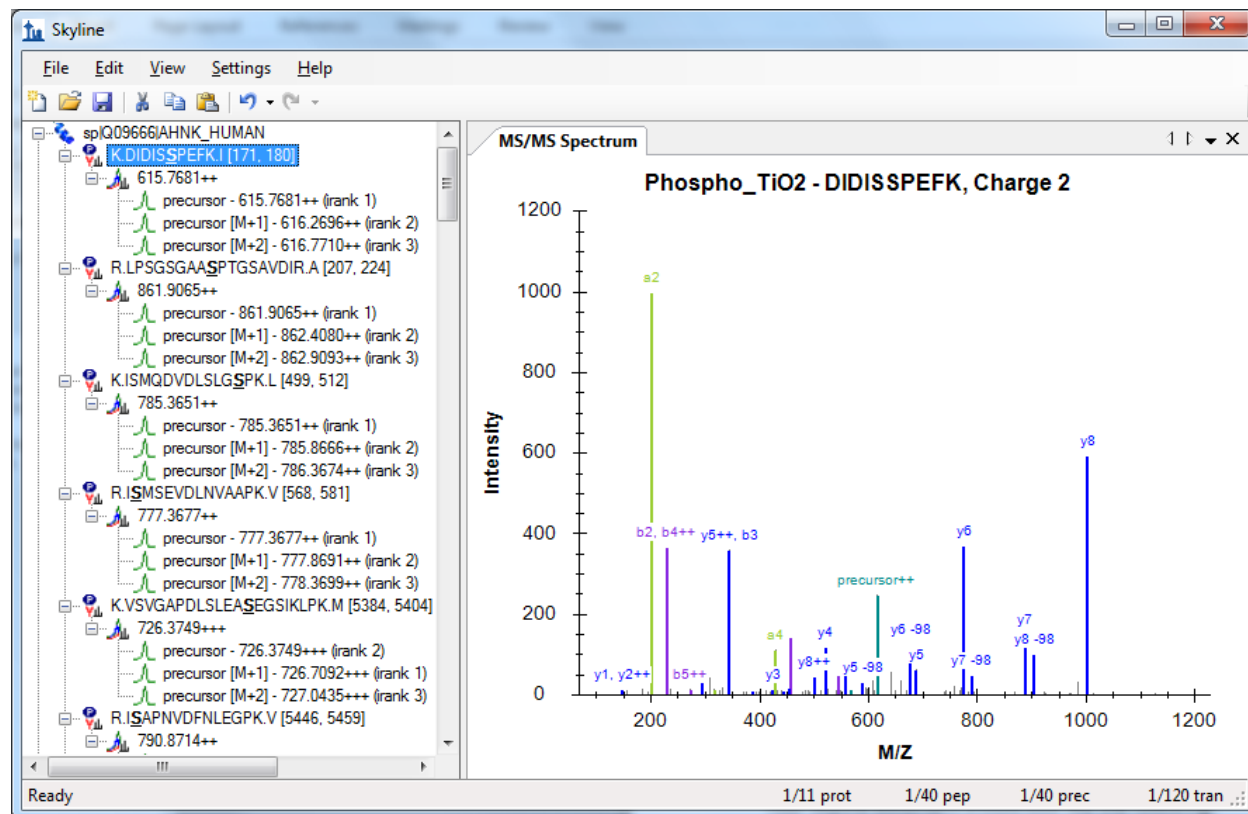 Skyline
File Edit View Settings Help
sp|Q09666|AHNK_HUMAN
K.DIDISSPEFK.I [171, 180]
615.7681++
precursor - 615.7681++ (irank 1)
precursor [M+1] - 616.2696++ (irank 2)
precursor [M+2] - 616.7710++ (irank 3)
R.LPSGSGAASPTGSAVDIR.A [207, 224]
861.9065++
precursor - 861.9065++ (irank 1)
precursor [M+1] - 862.4080++ (irank 2)
precursor [M+2] - 862.9093++ (irank 3)
K.ISMQDVDLSLGSPK.L [499, 512]
785.3651++
precursor - 785.3651++ (irank 1)
precursor [M+1] - 785.8666++ (irank 2)
precursor [M+2] - 786.3674++ (irank 3)
R.ISMSEVDLNVAAPK.V [568, 581]
777.3677++
precursor - 777.3677++ (irank 1)
precursor [M+1] - 777.8691++ (irank 2)
precursor [M+2] - 778.3699++ (irank 3)
K.VSVGAPDLSLEASEGSIKLPK.M [5384, 5404]
726.3749+++
precursor - 726.3749+++ (irank 2)
precursor [M+1] - 726.7092+++ (irank 1)
precursor [M+2] - 727.0435+++ (irank 3)
R.ISAPNVDFNLEGPK.V [5446, 5459]
790.8714++
MS/MS Spectrum
Phospho_TiO2 - DIDISSPEFK, Charge 2
Intensity
1200
1000
800
600
400
200
0
a2
y8
b2, b4++ y5++, b3
y6
precursor++
a4
y4
y6 -98
y7
y8 -98
y1, y2++
b5++
y3
y8++
y5 -98
y5
y7 -98
200 400 600 800 1000 1200
M/Z
Ready 1/11 prot 1/40 pep 1/40 prec 1/120 tran